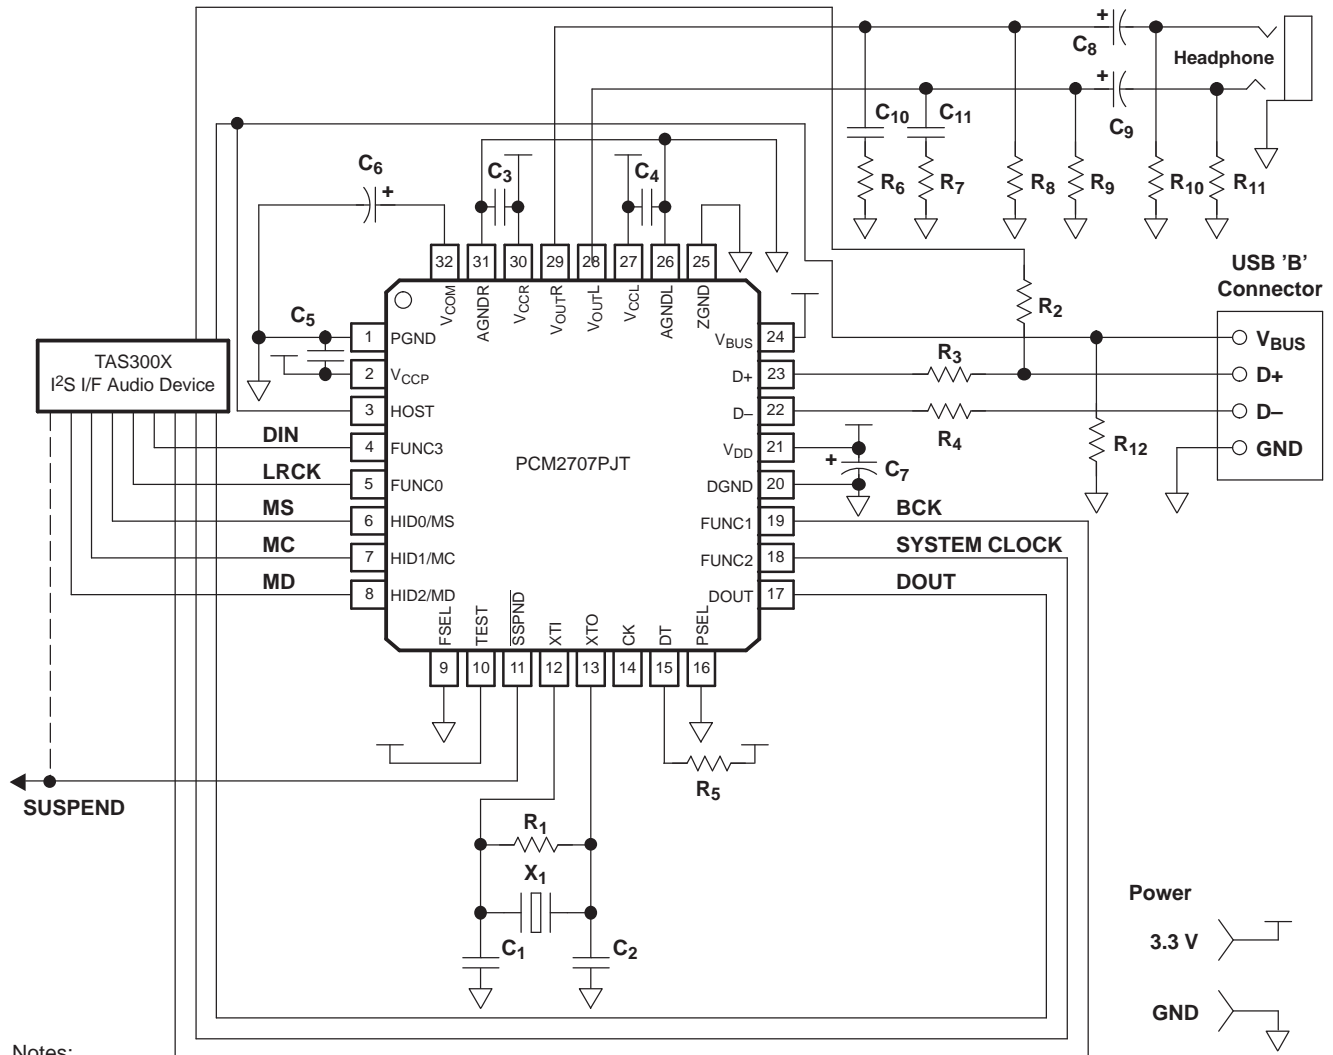 C8
Headphone
C9
C10
C11
R6
R7
R8
R9
R10
R11
C6
C3
C4
32
31
30
29
28
27
26
25
VCOM
AGNDR
VCCR
VOUTR
VOUTL
VCCL
AGNDL
ZGND
USB 'B'
Connector
VBUS
D+
D–
GND
R2
R3
R4
R12
C5
TAS300X
I2S I/F Audio Device
1 PGND
2 VCCP
3 HOST
DIN 4 FUNC3
LRCK 5 FUNC0
MS 6 HID0/MS
MC 7 HID1/MC
MD 8 HID2/MD
PCM2707PJT
VBUS 24
D+ 23
D– 22
VDD 21
DGND 20
FUNC1 19 BCK
FUNC2 18 SYSTEM CLOCK
DOUT 17 DOUT
C7
FSEL
TEST
SSPND
XTI
XTO
CK
DT
PSEL
9
10
11
12
13
14
15
16
SUSPEND
R5
R1
X1
C1
C2
Power
3.3 V
GND
Notes: